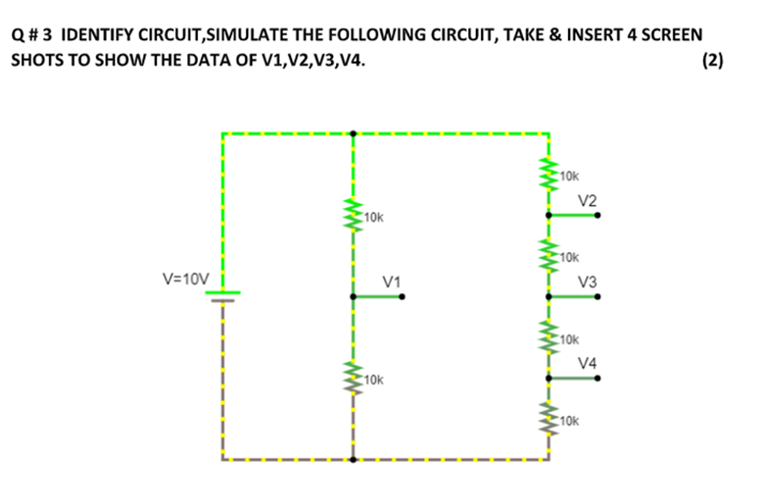 Q # 3 IDENTIFY CIRCUIT,SIMULATE THE FOLLOWING CIRCUIT, TAKE & INSERT 4 SCREEN
SHOTS TO SHOW THE DATA OF V1,V2,V3,V4. (2)
10k
V2
10k
10k
V=10V
V1
V3
10k
V4
10k
10k